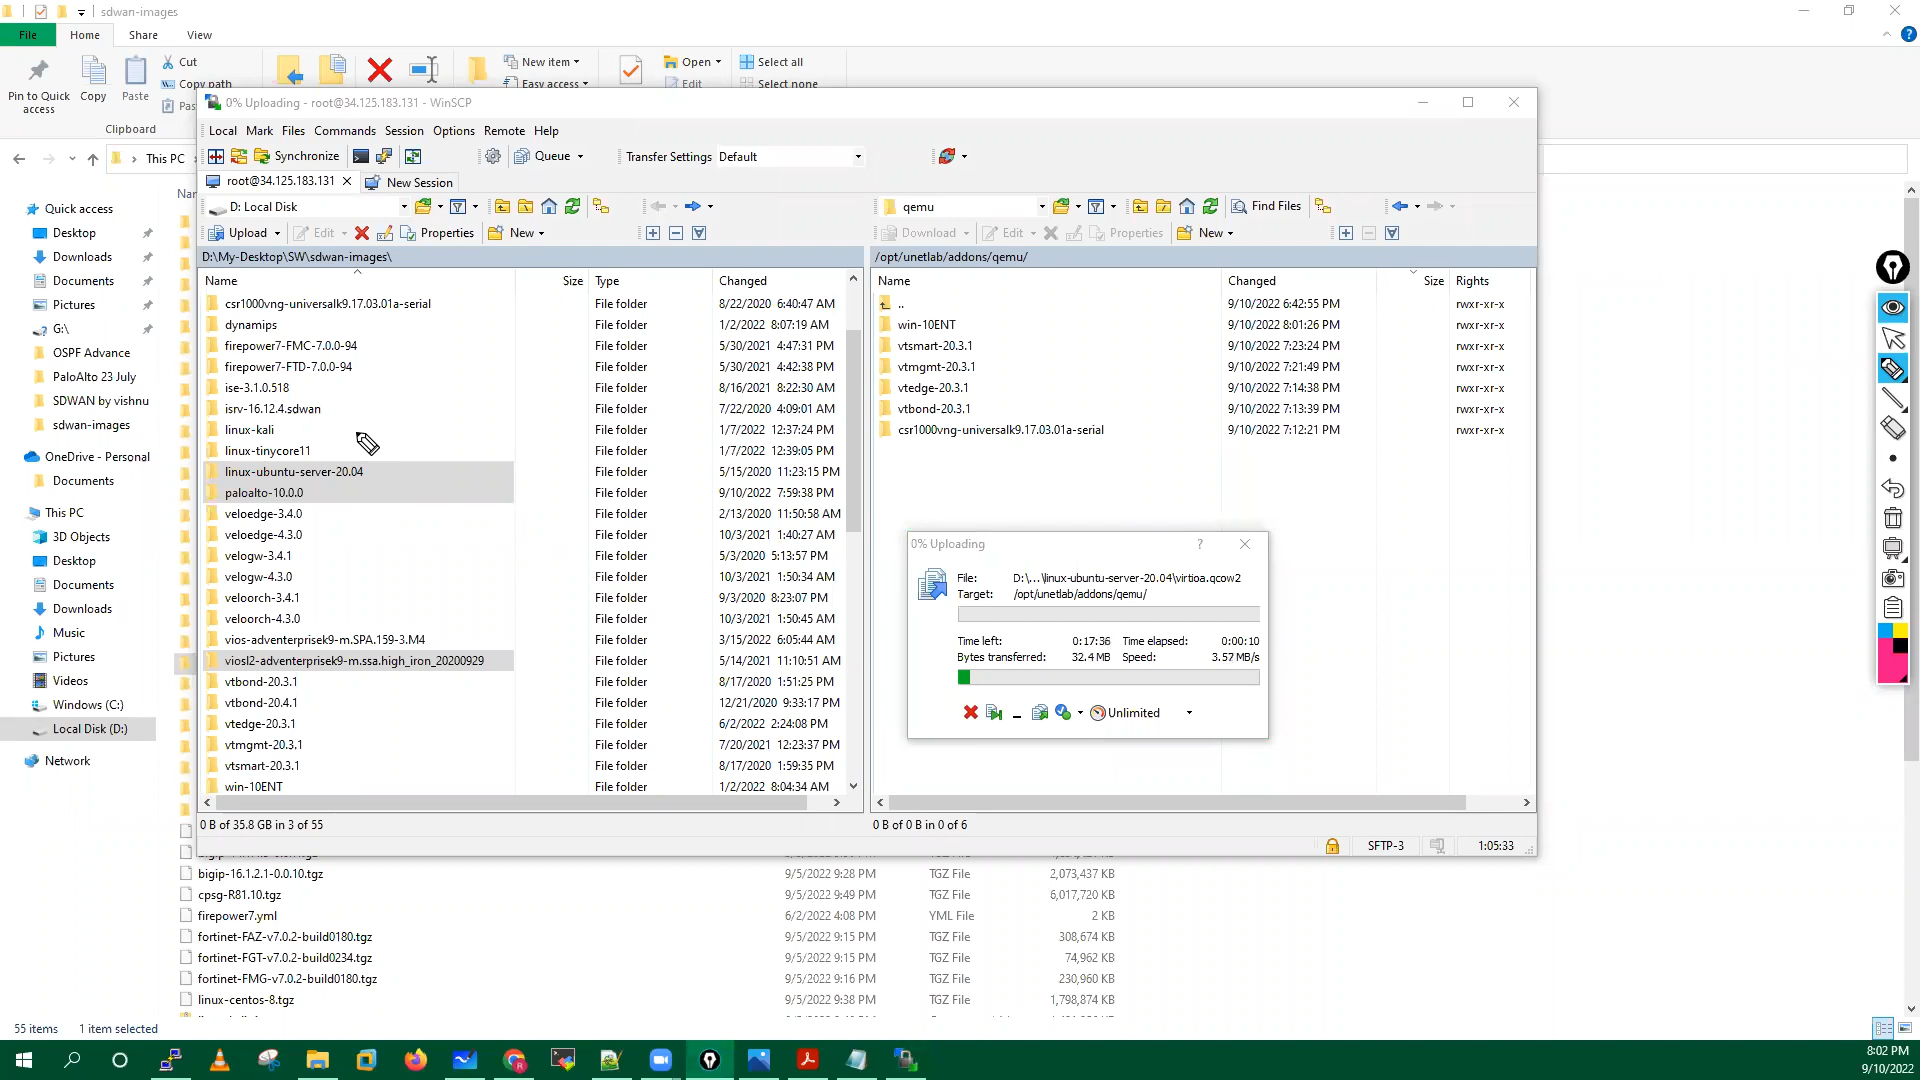 sdwan-images
File Home Share View
Pin to Quick access
Copy
Paste
Cut
Copy path
Clipboard
New item
Easy access
Open
Edit
Select all
Select none
This PC
0% Uploading - root@34.125.183.131 - WinSCP
Local Mark Files Commands Session Options Remote Help
Synchronize Queue Transfer Settings Default
root@34.125.183.131 New Session
D: Local Disk
qemu Find Files
Upload Edit Properties New
Download Edit Properties New
D:\My-Desktop\SW\sdwan-images\
/opt/unetlab/addons/qemu/
Name Size Type Changed
csr1000vng-universalk9.17.03.01a-serial File folder 8/22/2020 6:40:47 AM
dynamips File folder 1/2/2022 8:07:19 AM
firepower7-FMC-7.0.0-94 File folder 5/30/2021 4:47:31 PM
firepower7-FTD-7.0.0-94 File folder 5/30/2021 4:42:38 PM
ise-3.1.0.518 File folder 8/16/2021 8:22:30 AM
isrv-16.12.4.sdwan File folder 7/22/2020 4:09:01 AM
linux-kali File folder 1/7/2022 12:37:24 PM
linux-tinycore11 File folder 1/7/2022 12:39:05 PM
linux-ubuntu-server-20.04 File folder 5/15/2020 11:23:15 PM
paloalto-10.0.0 File folder 9/10/2022 7:59:38 PM
veloedge-3.4.0 File folder 2/13/2020 11:50:58 AM
veloedge-4.3.0 File folder 10/3/2021 1:40:27 AM
velogw-3.4.1 File folder 5/3/2020 5:13:57 PM
velogw-4.3.0 File folder 10/3/2021 1:50:34 AM
veloorch-3.4.1 File folder 9/3/2020 8:23:07 PM
veloorch-4.3.0 File folder 10/3/2021 1:50:45 AM
vios-adventerprisek9-m.SPA.159-3.M4 File folder 3/15/2022 6:05:44 AM
viosl2-adventerprisek9-m.ssa.high_iron_20200929 File folder 5/14/2021 11:10:51 AM
vtbond-20.3.1 File folder 8/17/2020 1:51:25 PM
vtbond-20.4.1 File folder 12/21/2020 9:33:17 PM
vtedge-20.3.1 File folder 6/2/2022 2:24:08 PM
vtmgmt-20.3.1 File folder 7/20/2021 12:23:37 PM
vtsmart-20.3.1 File folder 8/17/2020 1:59:35 PM
win-10ENT File folder 1/2/2022 8:04:34 AM
0 B of 35.8 GB in 3 of 55
Name Changed Size Rights
.. 9/10/2022 6:42:55 PM rwxr-xr-x
win-10ENT 9/10/2022 8:01:26 PM rwxr-xr-x
vtsmart-20.3.1 9/10/2022 7:23:24 PM rwxr-xr-x
vtmgmt-20.3.1 9/10/2022 7:21:49 PM rwxr-xr-x
vtedge-20.3.1 9/10/2022 7:14:38 PM rwxr-xr-x
vtbond-20.3.1 9/10/2022 7:13:39 PM rwxr-xr-x
csr1000vng-universalk9.17.03.01a-serial 9/10/2022 7:12:21 PM rwxr-xr-x
0% Uploading ?
File: D:\...\linux-ubuntu-server-20.04\virtioa.qcow2
Target: /opt/unetlab/addons/qemu/
Time left: 0:17:36 Time elapsed: 0:00:10
Bytes transferred: 32.4 MB Speed: 3.57 MB/s
Unlimited
0 B of 0 B in 0 of 6
SFTP-3 1:05:33
Quick access
Desktop
Downloads
Documents
Pictures
G:\
OSPF Advance
PaloAlto 23 July
SDWAN by vishnu
sdwan-images
OneDrive - Personal
Documents
This PC
3D Objects
Desktop
Documents
Downloads
Music
Pictures
Videos
Windows (C:)
Local Disk (D:)
Network
bigip-16.1.2.1-0.0.10.tgz 9/5/2022 9:28 PM TGZ File 2,073,437 KB
cpsg-R81.10.tgz 9/5/2022 9:49 PM TGZ File 6,017,720 KB
firepower7.yml 6/2/2022 4:08 PM YML File 2 KB
fortinet-FAZ-v7.0.2-build0180.tgz 9/5/2022 9:15 PM TGZ File 308,674 KB
fortinet-FGT-v7.0.2-build0234.tgz 9/5/2022 9:15 PM TGZ File 74,962 KB
fortinet-FMG-v7.0.2-build0180.tgz 9/5/2022 9:16 PM TGZ File 230,960 KB
linux-centos-8.tgz 9/5/2022 9:38 PM TGZ File 1,798,874 KB
55 items 1 item selected
8:02 PM
9/10/2022